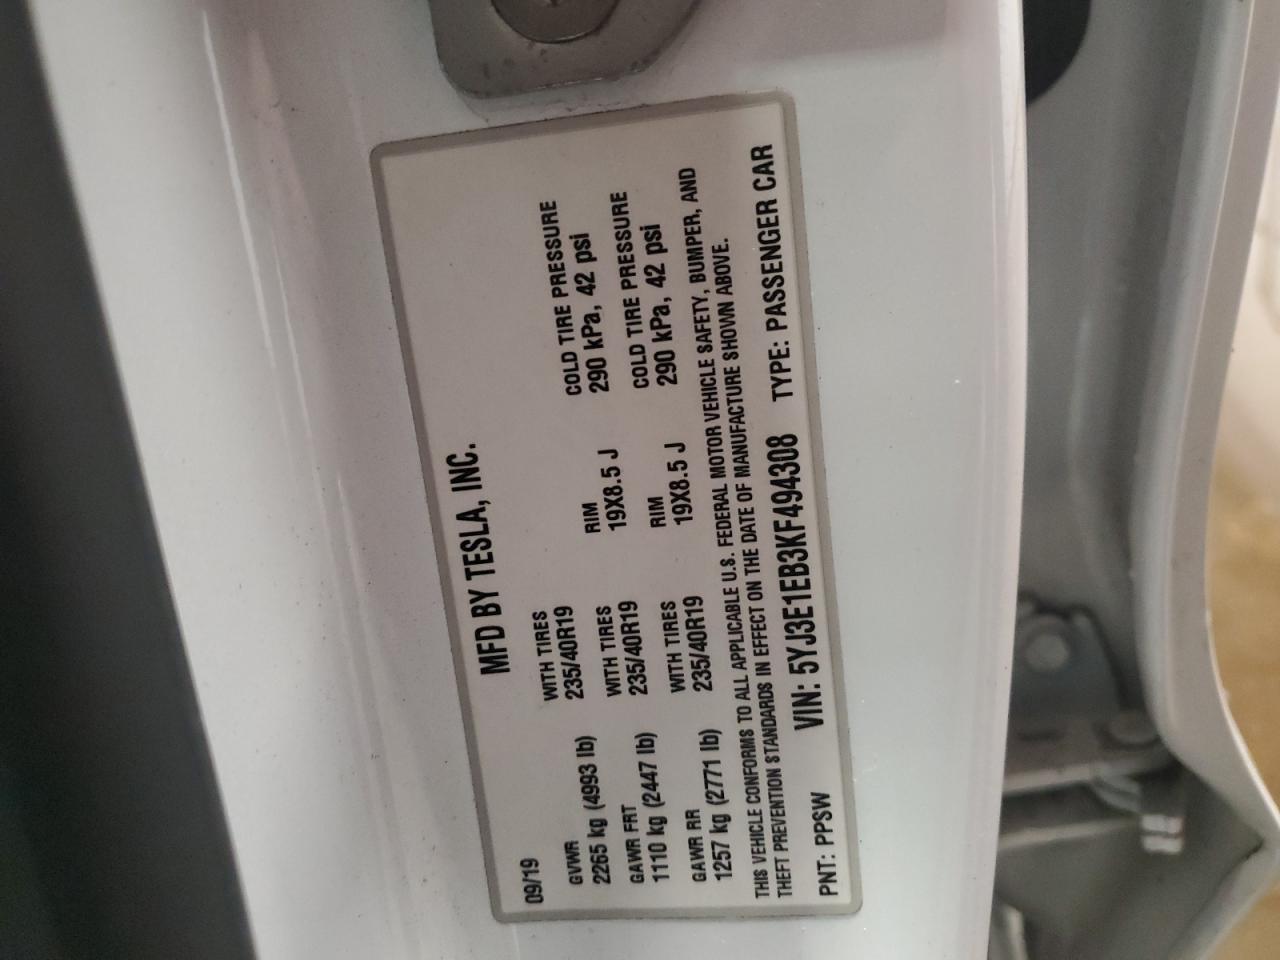 MFD BY TESLA, INC.
09/19
GVWR WITH TIRES RIM COLD TIRE PRESSURE
2265 kg (4993 lb) 235/40R19 19X8.5 J 290 kPa, 42 psi
GAWR FRT WITH TIRES RIM COLD TIRE PRESSURE
1110 kg (2447 lb) 235/40R19 19X8.5 J 290 kPa, 42 psi
GAWR RR WITH TIRES
1257 kg (2771 lb) 235/40R19
THIS VEHICLE CONFORMS TO ALL APPLICABLE U.S. FEDERAL MOTOR VEHICLE SAFETY, BUMPER, AND
THEFT PREVENTION STANDARDS IN EFFECT ON THE DATE OF MANUFACTURE SHOWN ABOVE.
PNT: PPSW VIN: 5YJ3E1EB3KF494308 TYPE: PASSENGER CAR